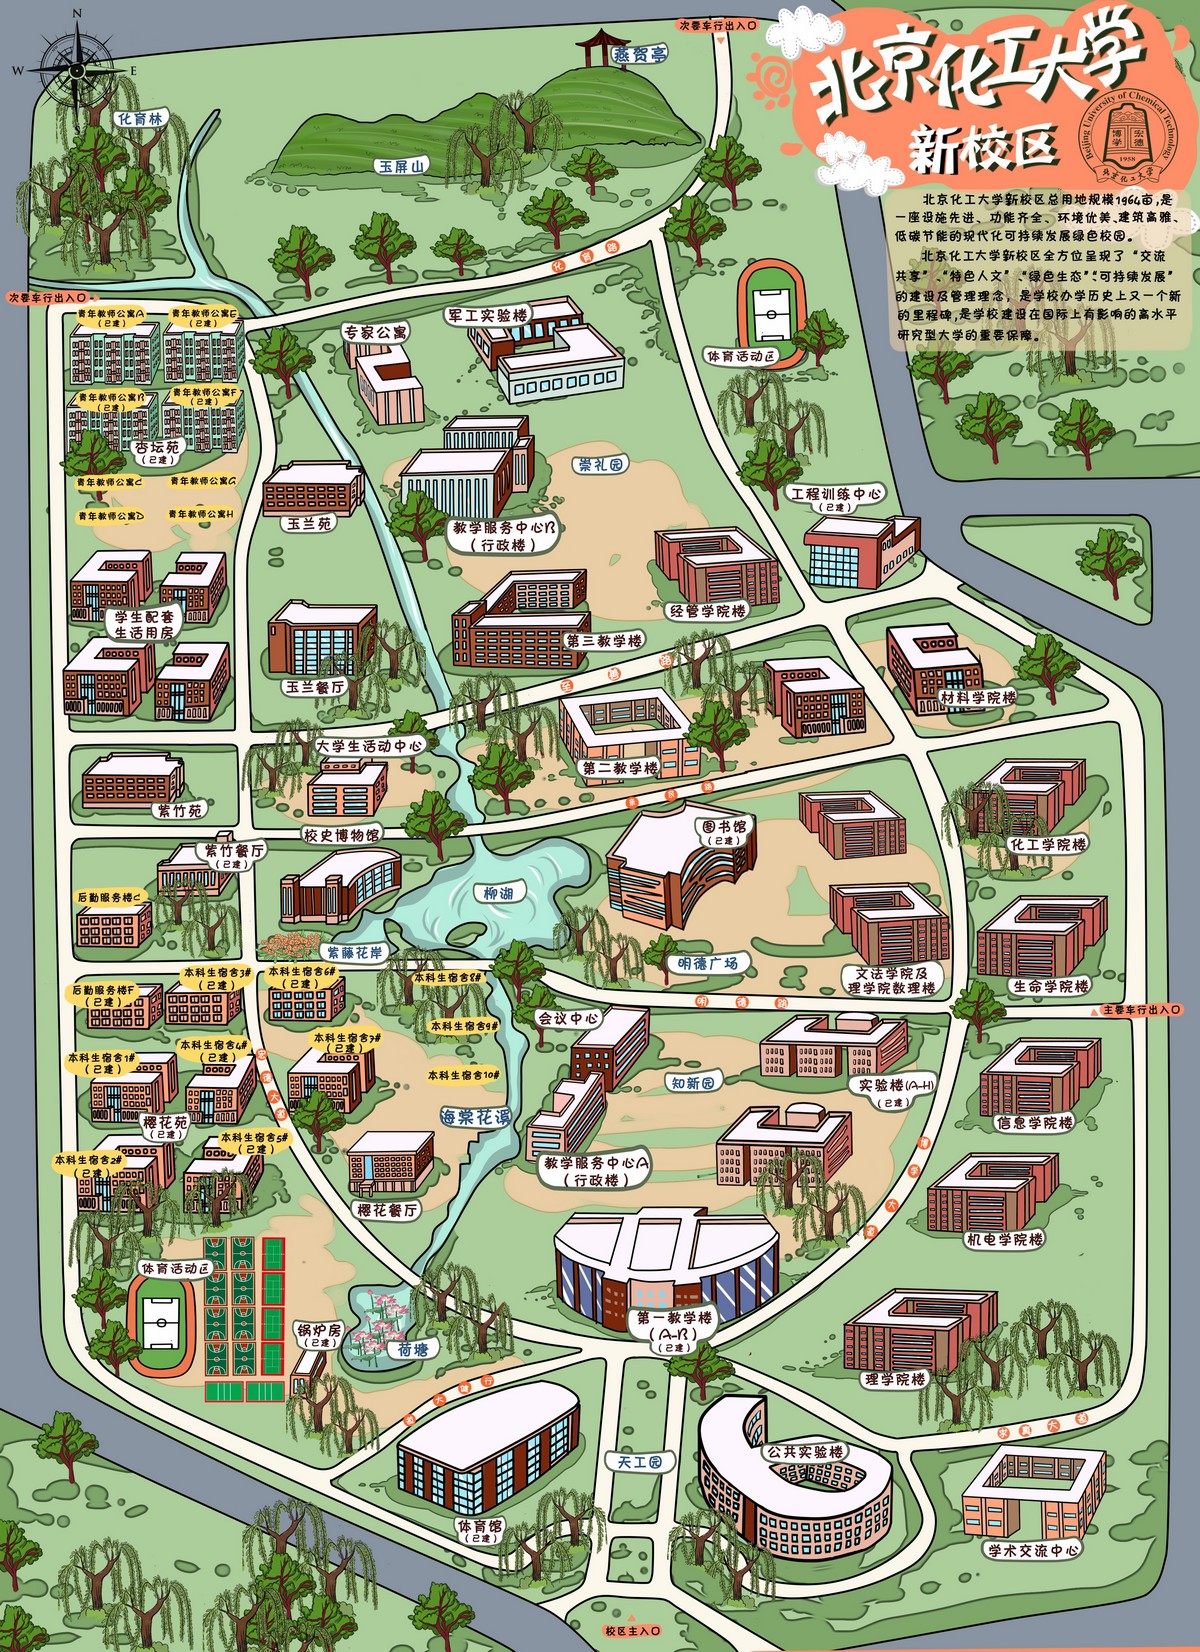 N
W
E
S
次要车行出入口
北京化工大学
新校区
Beijing University of Chemical Technology
博学
宏德
1958
北京化工大学
北京化工大学新校区总用地规模1964亩,是
一座设施先进、功能齐全、环境优美、建筑高雅、
低碳节能的现代化可持续发展绿色校园。
北京化工大学新校区全方位呈现了“交流
共享”、“特色人文”、“绿色生态”、“可持续发展”
的建设及管理理念，是学校办学历史上又一个新
的里程碑,是学校建设在国际上有影响的高水平
研究型大学的重要保障。
燕贺亭
化育林
玉屏山
化育路
次要车行出入口
青年教师公寓A
(已建)
青年教师公寓E
(已建)
专家公寓
军工实验楼
体育活动区
青年教师公寓B
(已建)
青年教师公寓F
(已建)
杏坛苑
(已建)
青年教师公寓C
青年教师公寓G
青年教师公寓D
青年教师公寓H
崇礼园
玉兰苑
教学服务中心B
(行政楼)
工程训练中心
(已建)
经管学院楼
学生配套
生活用房
第三教学楼
玉兰餐厅
材料学院楼
大学生活动中心
第二教学楼
紫竹苑
校史博物馆
图书馆
(已建)
化工学院楼
紫竹餐厅
(已建)
后勤服务楼C
柳湖
紫藤花岸
明德广场
文法学院及
理学院数理楼
生命学院楼
后勤服务楼F
(已建)
本科生宿舍3#
(已建)
本科生宿舍6#
(已建)
本科生宿舍8#
明德路
主要车行出入口
会议中心
本科生宿舍9#
本科生宿舍1#
(已建)
本科生宿舍4#
(已建)
本科生宿舍7#
(已建)
本科生宿舍10#
知新园
实验楼(A-H)
(已建)
樱花苑
(已建)
海棠花溪
信息学院楼
本科生宿舍2#
(已建)
本科生宿舍5#
(已建)
教学服务中心A
(行政楼)
樱花餐厅
博学大道
机电学院楼
体育活动区
锅炉房
(已建)
荷塘
第一教学楼
(A-B)
(已建)
理学院楼
求真大道
天工园
公共实验楼
体育馆
(已建)
学术交流中心
校区主入口